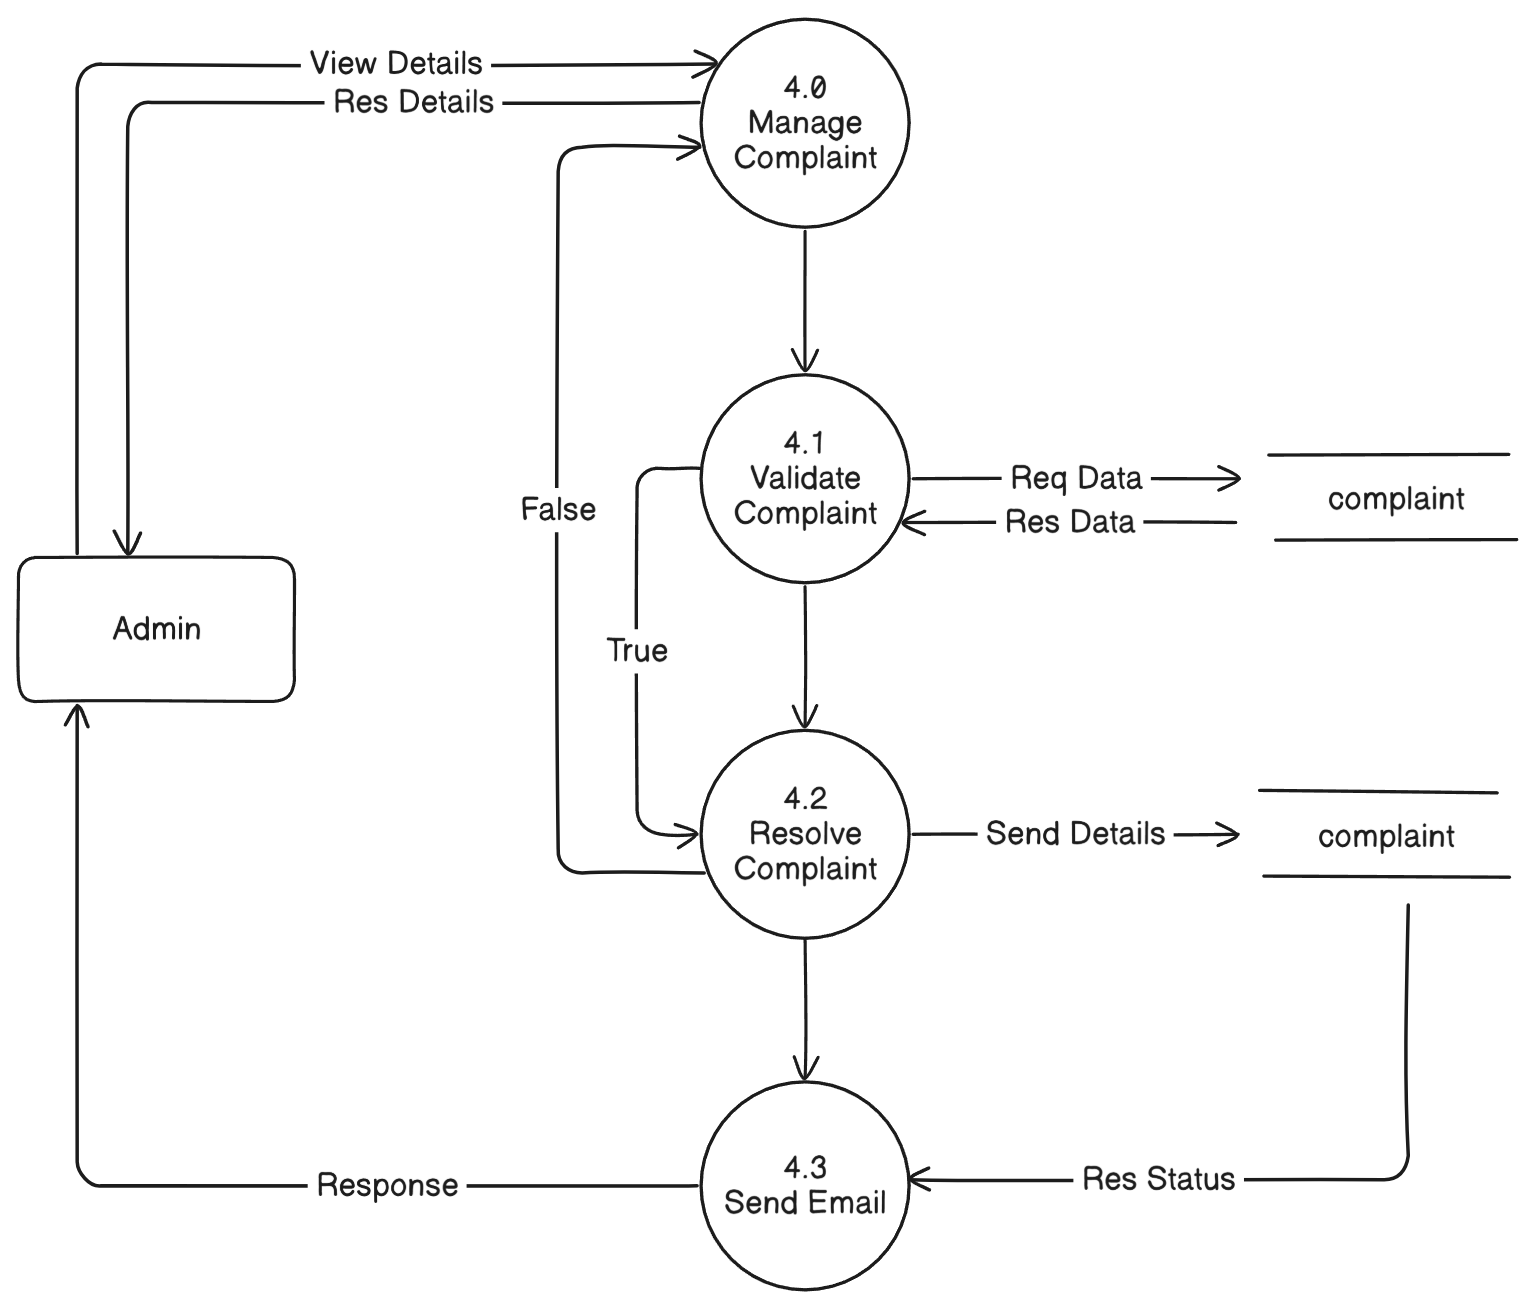 View Details
Res Details
4.0
Manage
Complaint
4.1
Validate
Complaint
Req Data
Res Data
complaint
False
True
Admin
4.2
Resolve
Complaint
Send Details
complaint
4.3
Send Email
Response
Res Status